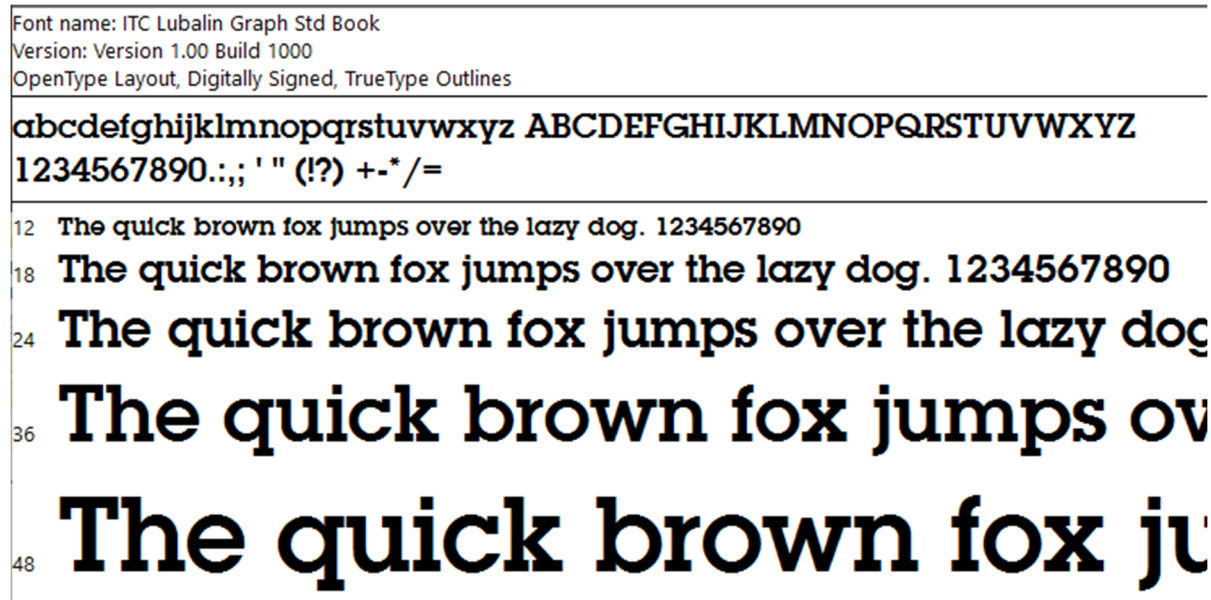 Font name: ITC Lubalin Graph Std Book
Version: Version 1.00 Build 1000
OpenType Layout, Digitally Signed, TrueType Outlines
abcdefghijklmnopqrstuvwxyz ABCDEFGHIJKLMNOPQRSTUVWXYZ
1234567890.:,; ' " (!?) +-*/=
12 The quick brown fox jumps over the lazy dog. 1234567890
18 The quick brown fox jumps over the lazy dog. 1234567890
24 The quick brown fox jumps over the lazy dog
36 The quick brown fox jumps ov
48 The quick brown fox ju